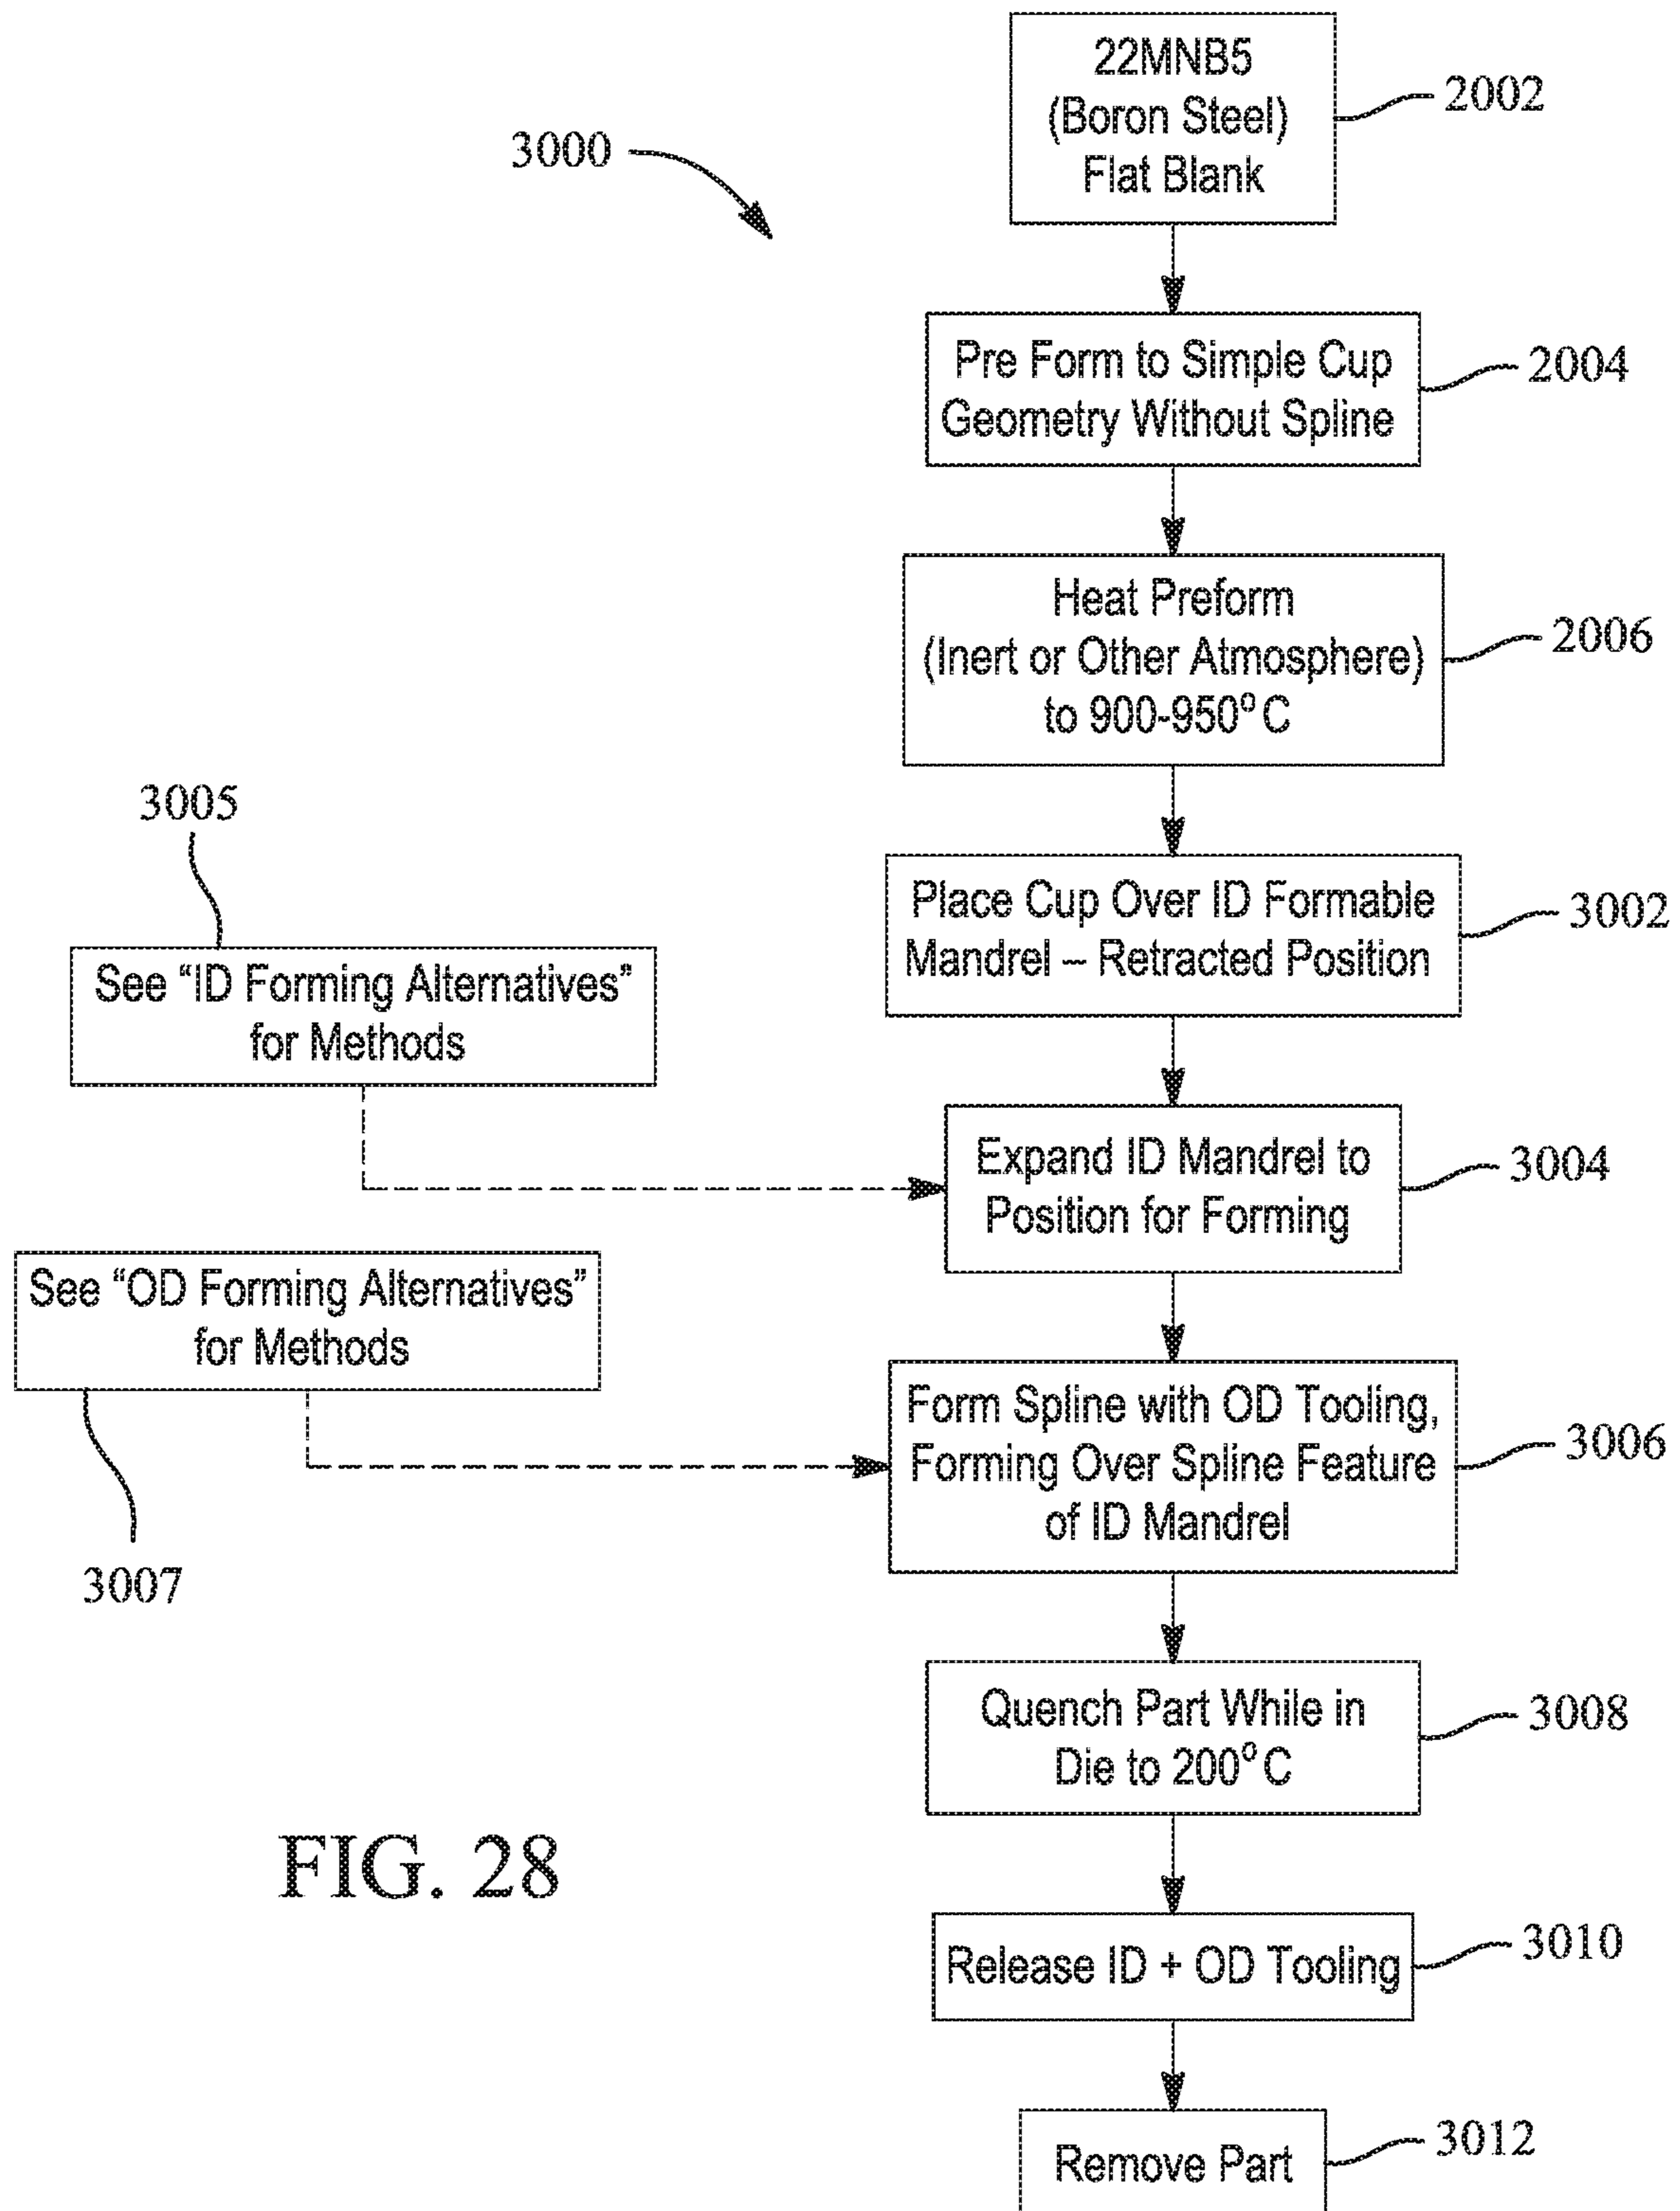 22MNB5
(Boron Steel)
Flat Blank
2002
3000
Pre Form to Simple Cup
Geometry Without Spline
2004
Heat Preform
(Inert or Other Atmosphere)
to 900-950°C
2006
3005
Place Cup Over ID Formable
Mandrel – Retracted Position
3002
See “ID Forming Alternatives”
for Methods
Expand ID Mandrel to
Position for Forming
3004
See “OD Forming Alternatives”
for Methods
3007
Form Spline with OD Tooling,
Forming Over Spline Feature
of ID Mandrel
3006
Quench Part While in
Die to 200°C
3008
FIG. 28
Release ID + OD Tooling
3010
Remove Part
3012